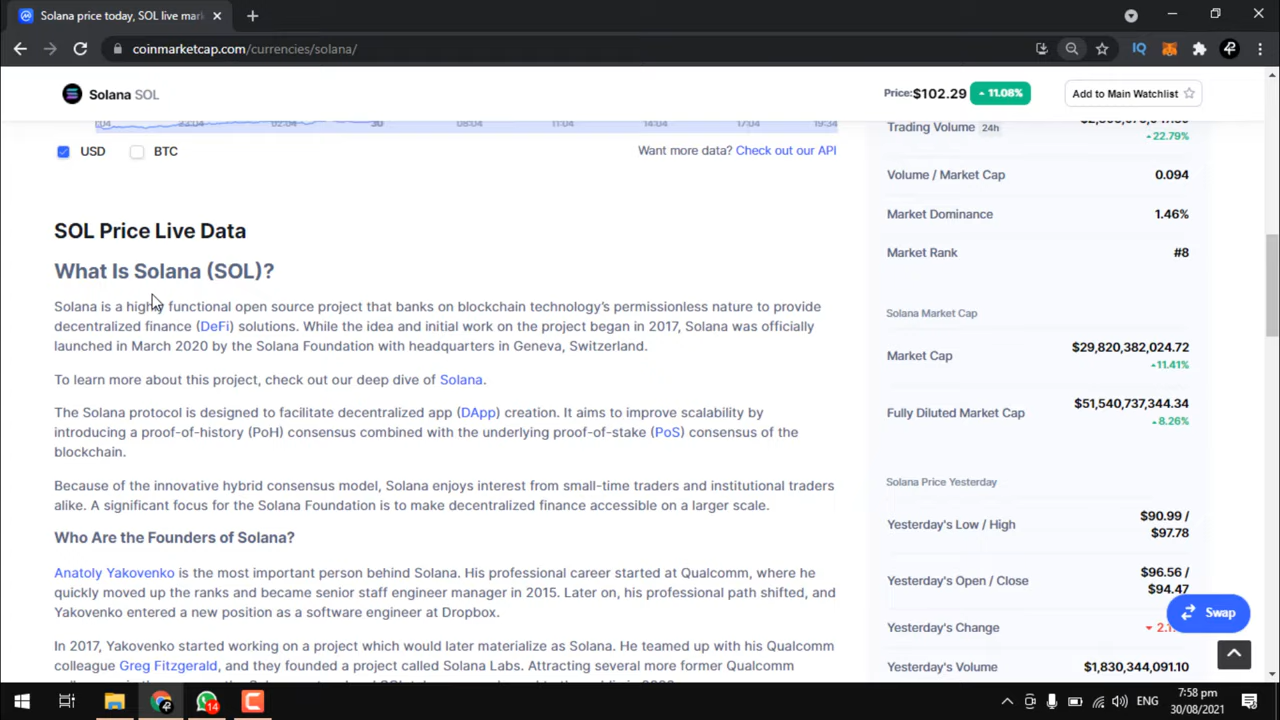 Solana price today, SOL live mark
coinmarketcap.com/currencies/solana/
Solana SOL
Price:$102.29
11.08%
Add to Main Watchlist
USD
BTC
Want more data? Check out our API
SOL Price Live Data
What Is Solana (SOL)?
Solana is a highly functional open source project that banks on blockchain technology's permissionless nature to provide
decentralized finance (DeFi) solutions. While the idea and initial work on the project began in 2017, Solana was officially
launched in March 2020 by the Solana Foundation with headquarters in Geneva, Switzerland.
To learn more about this project, check out our deep dive of Solana.
The Solana protocol is designed to facilitate decentralized app (DApp) creation. It aims to improve scalability by
introducing a proof-of-history (PoH) consensus combined with the underlying proof-of-stake (PoS) consensus of the
blockchain.
Because of the innovative hybrid consensus model, Solana enjoys interest from small-time traders and institutional traders
alike. A significant focus for the Solana Foundation is to make decentralized finance accessible on a larger scale.
Who Are the Founders of Solana?
Anatoly Yakovenko is the most important person behind Solana. His professional career started at Qualcomm, where he
quickly moved up the ranks and became senior staff engineer manager in 2015. Later on, his professional path shifted, and
Yakovenko entered a new position as a software engineer at Dropbox.
In 2017, Yakovenko started working on a project which would later materialize as Solana. He teamed up with his Qualcomm
colleague Greg Fitzgerald, and they founded a project called Solana Labs. Attracting several more former Qualcomm
Trading Volume 24h
22.79%
Volume / Market Cap
0.094
Market Dominance
1.46%
Market Rank
#8
Solana Market Cap
Market Cap
$29,820,382,024.72
11.41%
Fully Diluted Market Cap
$51,540,737,344.34
8.26%
Solana Price Yesterday
Yesterday's Low / High
$90.99 /
$97.78
Yesterday's Open / Close
$96.56 /
$94.47
Yesterday's Change
Yesterday's Volume
$1,830,344,091.10
Swap
IQ
14
ENG
7:58 pm
30/08/2021